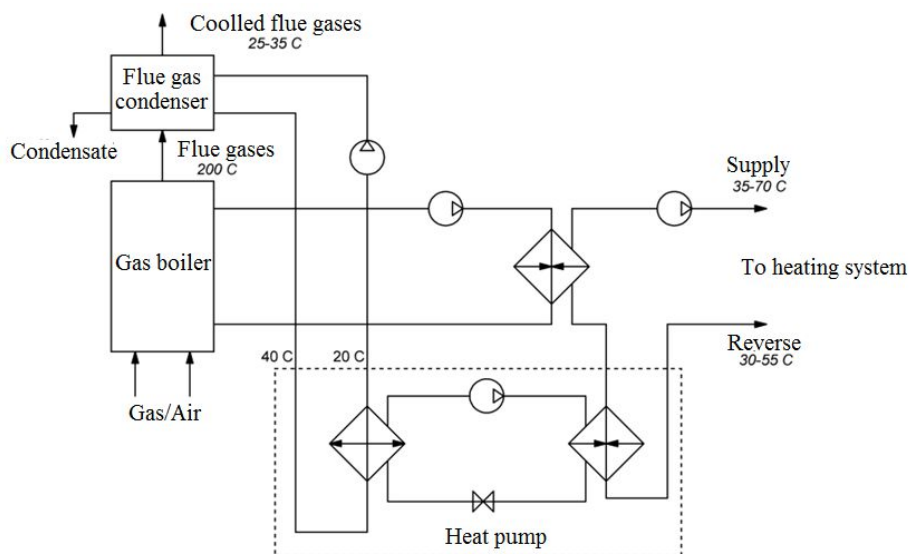 Coolled flue gases
25-35 C
Flue gas
condenser
Condensate
Flue gases
200 C
Supply
35-70 C
Gas boiler
To heating system
Reverse
30-55 C
40 C
20 C
Gas/Air
Heat pump